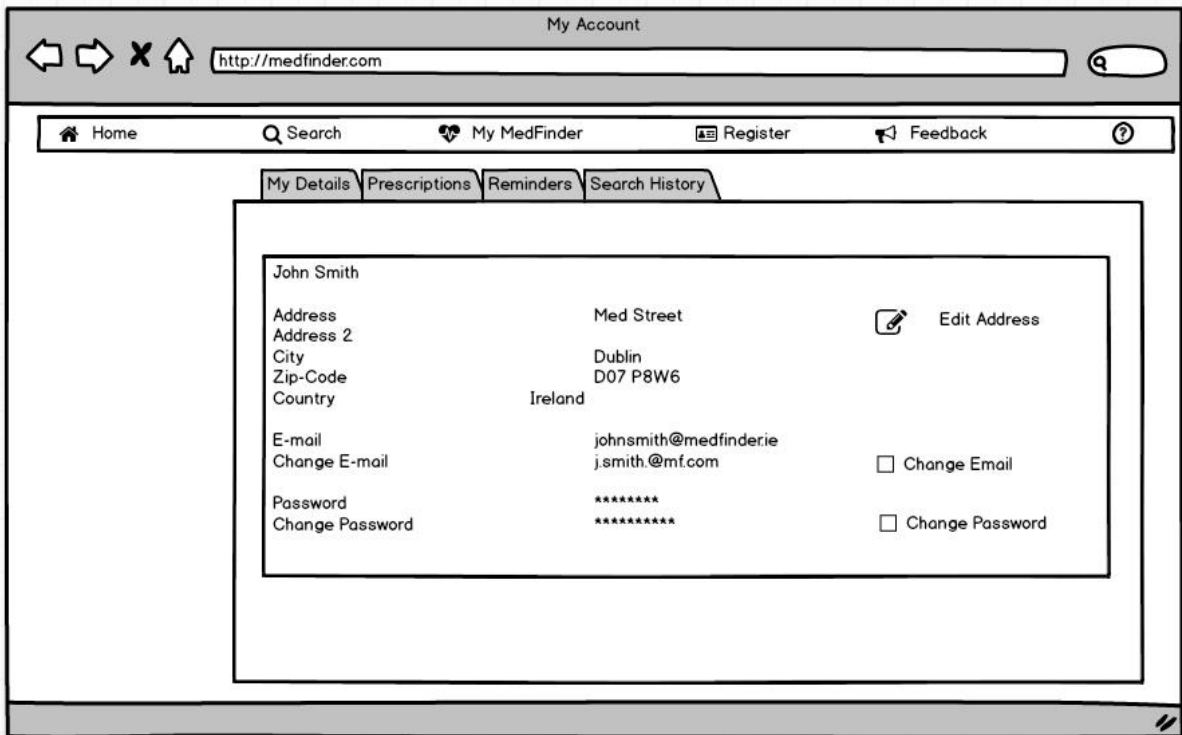 My Account
http://medfinder.com
Home Search My MedFinder Register Feedback ?
My Details Prescriptions Reminders Search History
John Smith
Address Med Street Edit Address
Address 2
City Dublin
Zip-Code D07 P8W6
Country Ireland
E-mail johnsmith@medfinder.ie
Change E-mail j.smith.@mf.com Change Email
Password ********
Change Password ********** Change Password